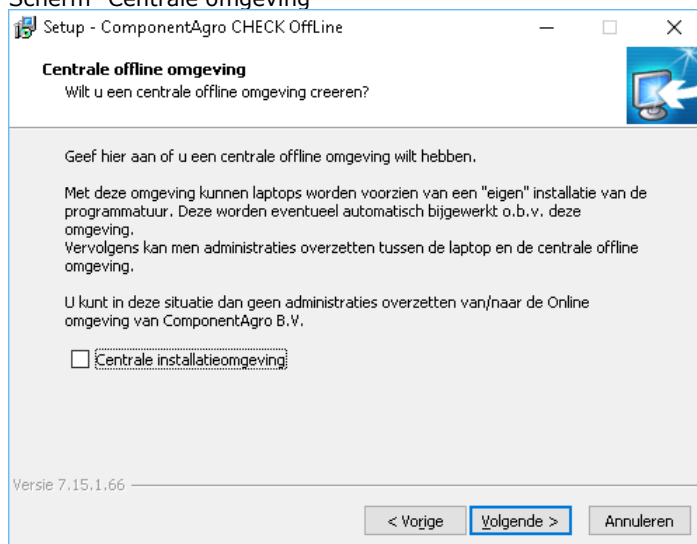 Scherm "Centrale omgeving"
Setup - ComponentAgro CHECK OffLine
Centrale offline omgeving
Wilt u een centrale offline omgeving creeren?
Geef hier aan of u een centrale offline omgeving wilt hebben.
Met deze omgeving kunnen laptops worden voorzien van een "eigen" installatie van de
programmatuur. Deze worden eventueel automatisch bijgewerkt o.b.v. deze
omgeving.
Vervolgens kan men administraties overzetten tussen de laptop en de centrale offline
omgeving.
U kunt in deze situatie dan geen administraties overzetten van/naar de Online
omgeving van ComponentAgro B.V.
Centrale installatieomgeving
Versie 7.15.1.66
< Vorige Volgende > Annuleren